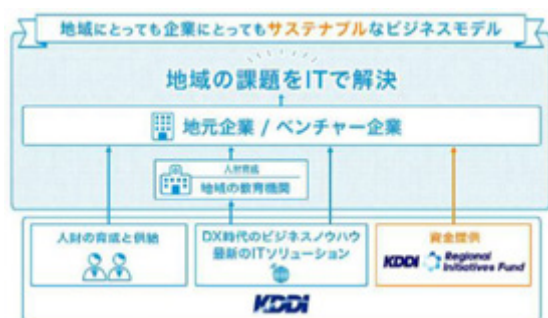 地域にとっても企業にとってもサステナブルなビジネスモデル
地域の課題をITで解決
地元企業 / ベンチャー企業
人財育成
地域の教育機関
人財の育成と供給
DX時代のビジネスノウハウ
最新のITソリューション
資金提供
KDDI Regional
Initiatives Fund
KDDI